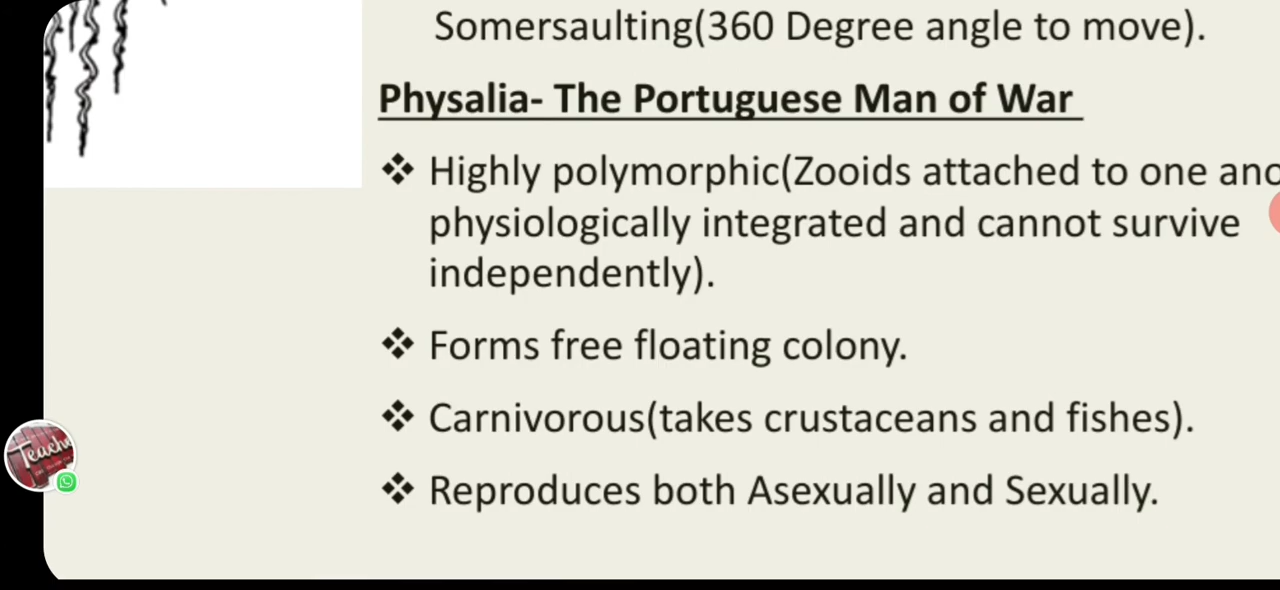 Somersaulting(360 Degree angle to move).
Physalia- The Portuguese Man of War
❖ Highly polymorphic(Zooids attached to one
physiologically integrated and cannot survive
independently).
❖ Forms free floating colony.
❖ Carnivorous(takes crustaceans and fishes).
❖ Reproduces both Asexually and Sexually.